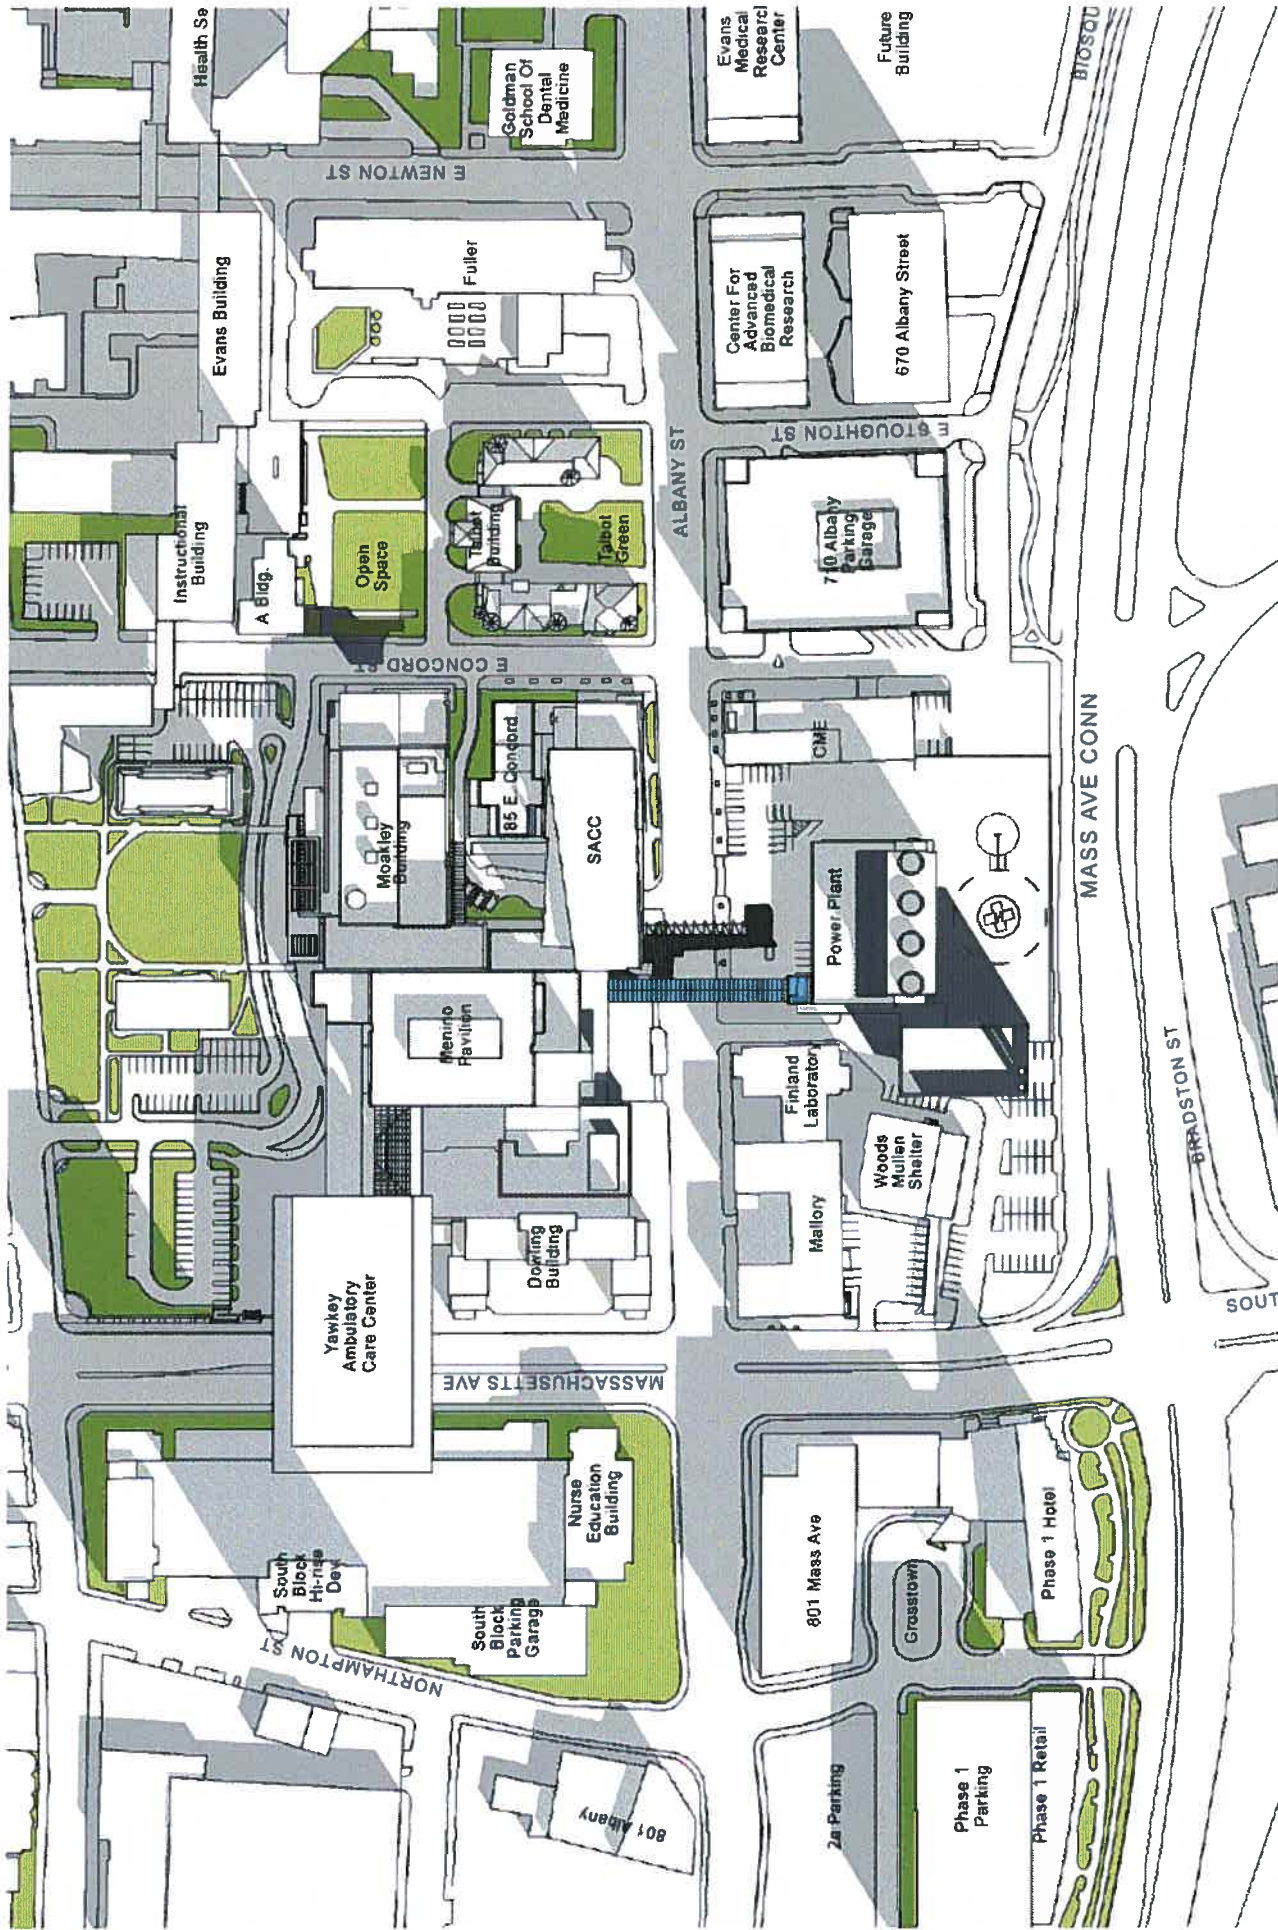 Health Se
Goldman
School Of
Dental
Medicine
Evans
Medical
Research
Center
Future
Building
BIOSQU
E NEWTON ST
Evans Building
Fuller
Center For
Advanced
Biomedical
Research
670 Albany Street
E STOUGHTON ST
ALBANY ST
Instructional
Building
A Bldg.
Open
Space
Talbot
Building
Talbot
Green
710 Albany
Parking
Garage
E CONCORD ST
Moakley
Building
85 E. Concord
SACC
CME
Power Plant
MASS AVE CONN
Menino
Pavilion
Finland
Laboratory
Woods
Mullen
Shelter
Mallory
BRADSTON ST
SOUT
Yawkey
Ambulatory
Care Center
Dowling
Building
MASSACHUSETTS AVE
Nurse
Education
Building
South
Block
Hi-rise
Dev.
South
Block
Parking
Garage
NORTHAMPTON ST
801 Mass Ave
Crosstown
Phase 1 Hotel
801 Albany
2a Parking
Phase 1
Parking
Phase 1 Retail